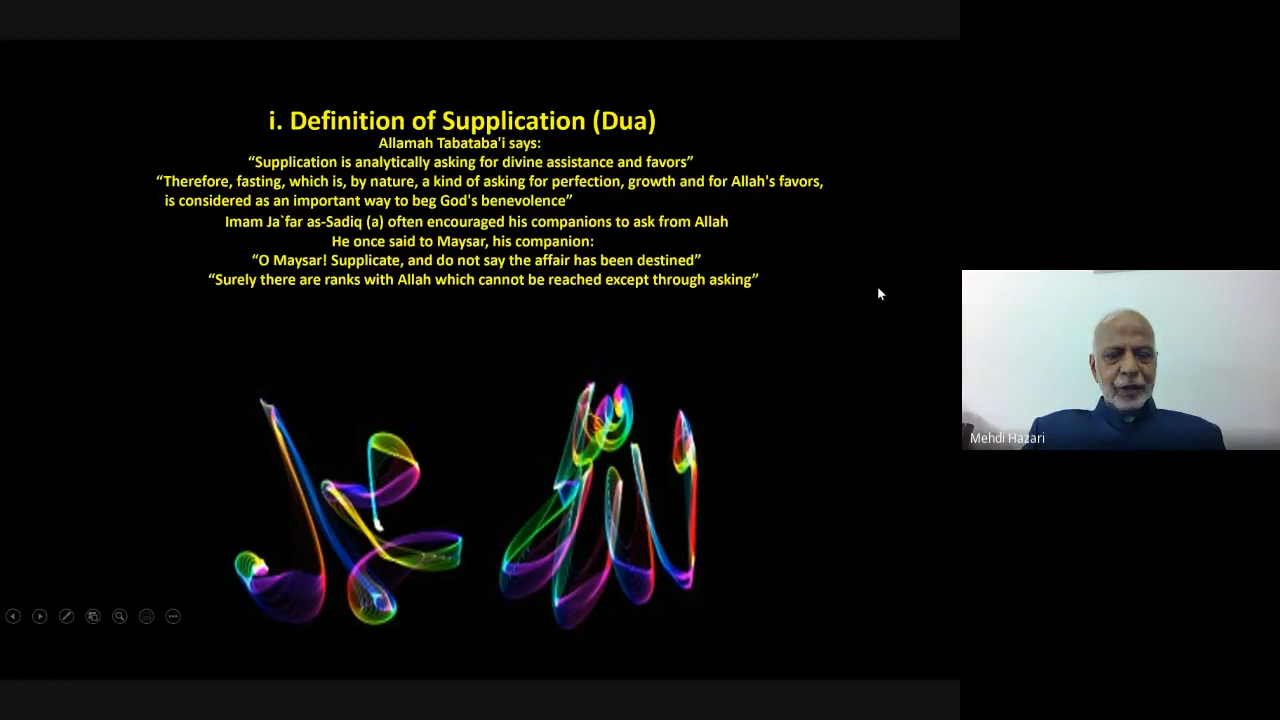 i. Definition of Supplication (Dua)
Allamah Tabataba'i says:
“Supplication is analytically asking for divine assistance and favors”
“Therefore, fasting, which is, by nature, a kind of asking for perfection, growth and for Allah's favors,
is considered as an important way to beg God's benevolence”
Imam Ja`far as-Sadiq (a) often encouraged his companions to ask from Allah
He once said to Maysar, his companion:
“O Maysar! Supplicate, and do not say the affair has been destined”
“Surely there are ranks with Allah which cannot be reached except through asking”
الله محمد
Mehdi Hazari